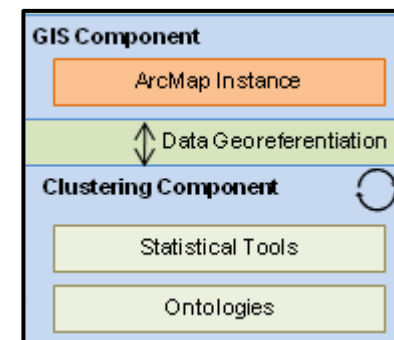 GIS Component
ArcMap Instance
Data Georeferentiation
Clustering Component
Statistical Tools
Ontologies